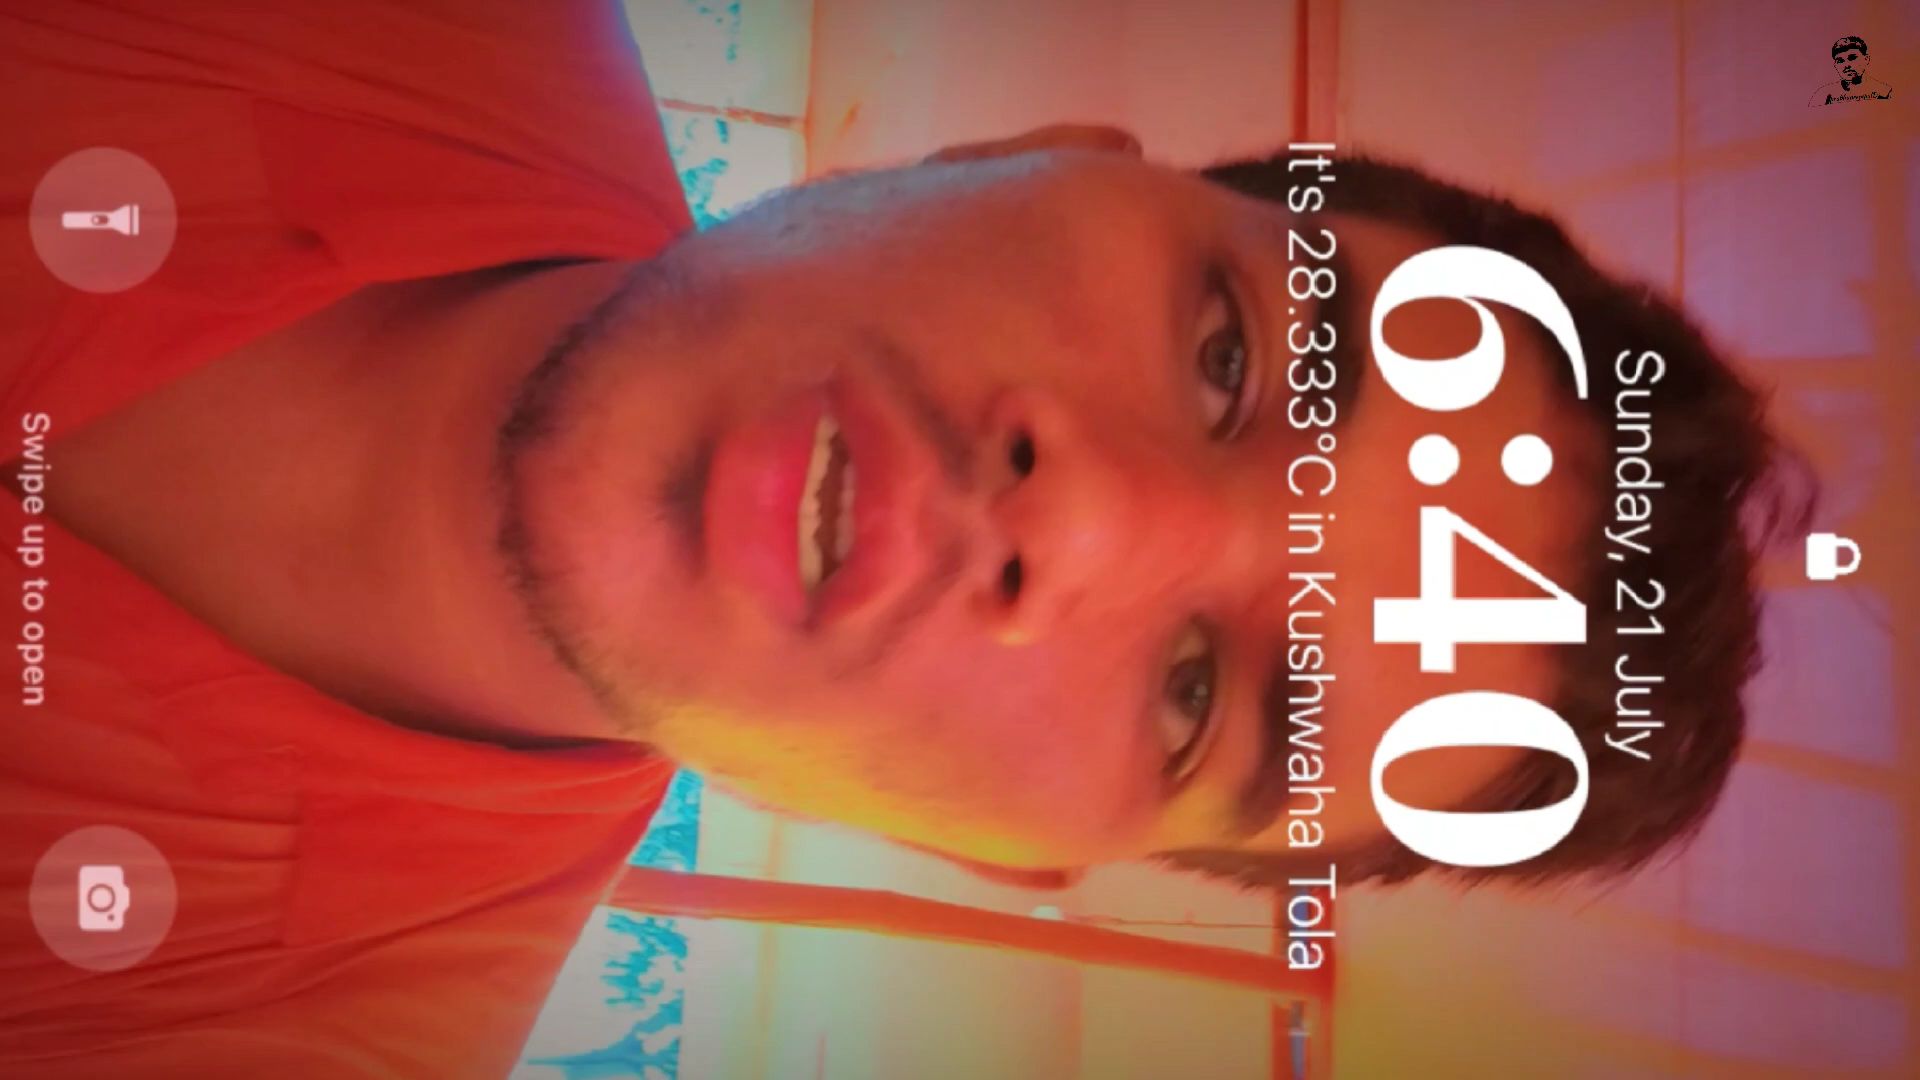 Sunday, 21 July
6:40
It's 28.333°C in Kushwaha Tola
Swipe up to open